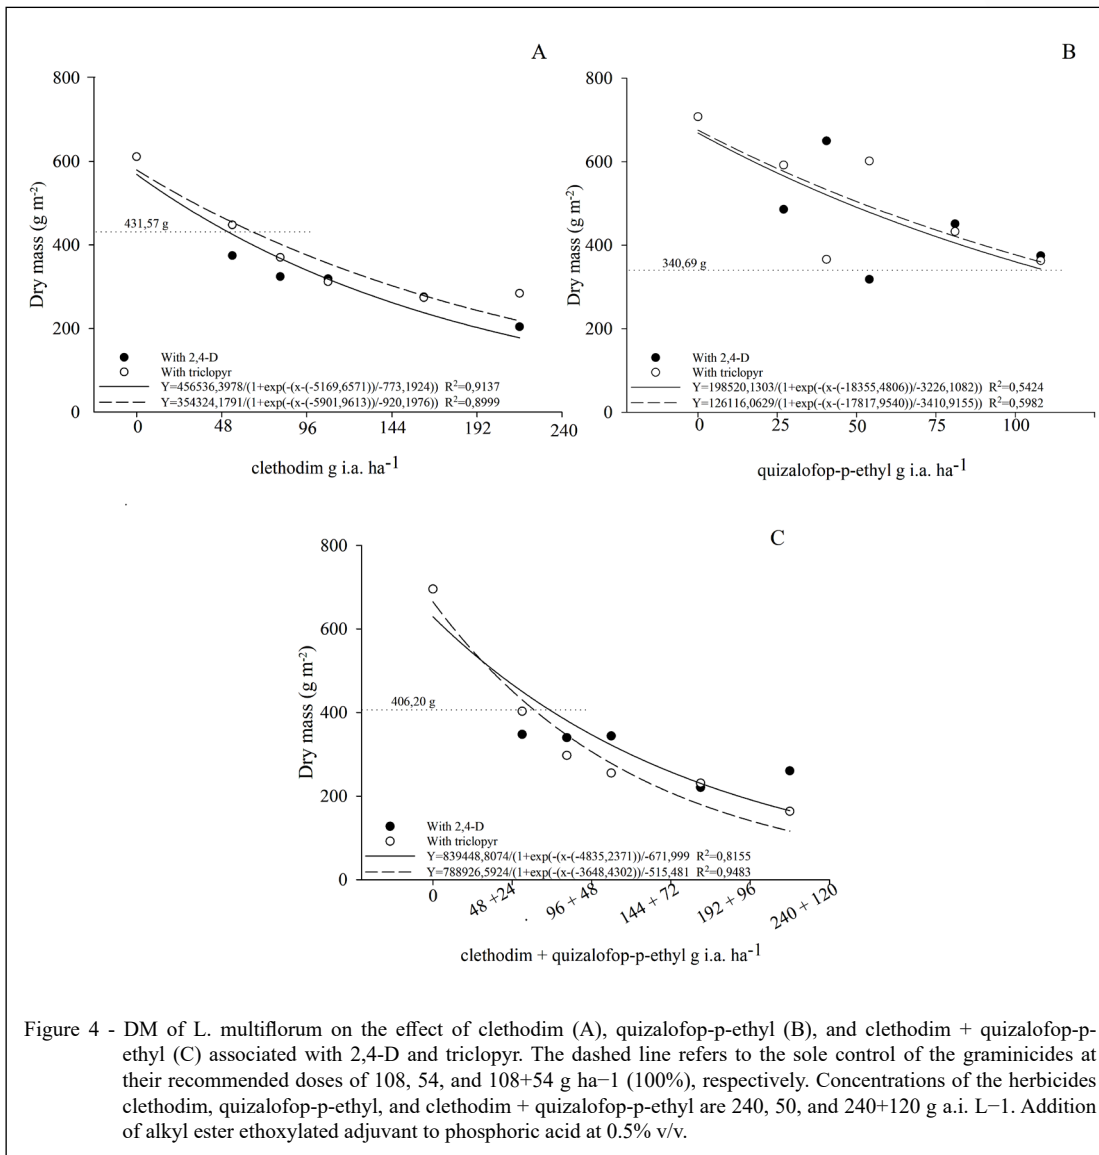 A
800
600
400
200
0
Dry mass (g m⁻²)
431,57 g
With 2,4-D
With triclopyr
Y=456536,3978/(1+exp(-(x-(-5169,6571))/-773,1924)) R²=0,9137
Y=354324,1791/(1+exp(-(x-(-5901,9613))/-920,1976)) R²=0,8999
0 48 96 144 192 240
clethodim g i.a. ha⁻¹
B
800
600
400
200
0
Dry mass (g m⁻²)
340,69 g
With 2,4-D
With triclopyr
Y=198520,1303/(1+exp(-(x-(-18355,4806))/-3226,1082)) R²=0,5424
Y=126116,0629/(1+exp(-(x-(-17817,9540))/-3410,9155)) R²=0,5982
0 25 50 75 100
quizalofop-p-ethyl g i.a. ha⁻¹
C
800
600
400
200
0
Dry mass (g m⁻²)
406,20 g
With 2,4-D
With triclopyr
Y=839448,8074/(1+exp(-(x-(-4835,2371))/-671,999) R²=0,8155
Y=788926,5924/(1+exp(-(x-(-3648,4302))/-515,481) R²=0,9483
0 48 +24 96 + 48 144 + 72 192 + 96 240 + 120
clethodim + quizalofop-p-ethyl g i.a. ha⁻¹
Figure 4 - DM of L. multiflorum on the effect of clethodim (A), quizalofop-p-ethyl (B), and clethodim + quizalofop-p-
ethyl (C) associated with 2,4-D and triclopyr. The dashed line refers to the sole control of the graminicides at
their recommended doses of 108, 54, and 108+54 g ha−1 (100%), respectively. Concentrations of the herbicides
clethodim, quizalofop-p-ethyl, and clethodim + quizalofop-p-ethyl are 240, 50, and 240+120 g a.i. L−1. Addition
of alkyl ester ethoxylated adjuvant to phosphoric acid at 0.5% v/v.